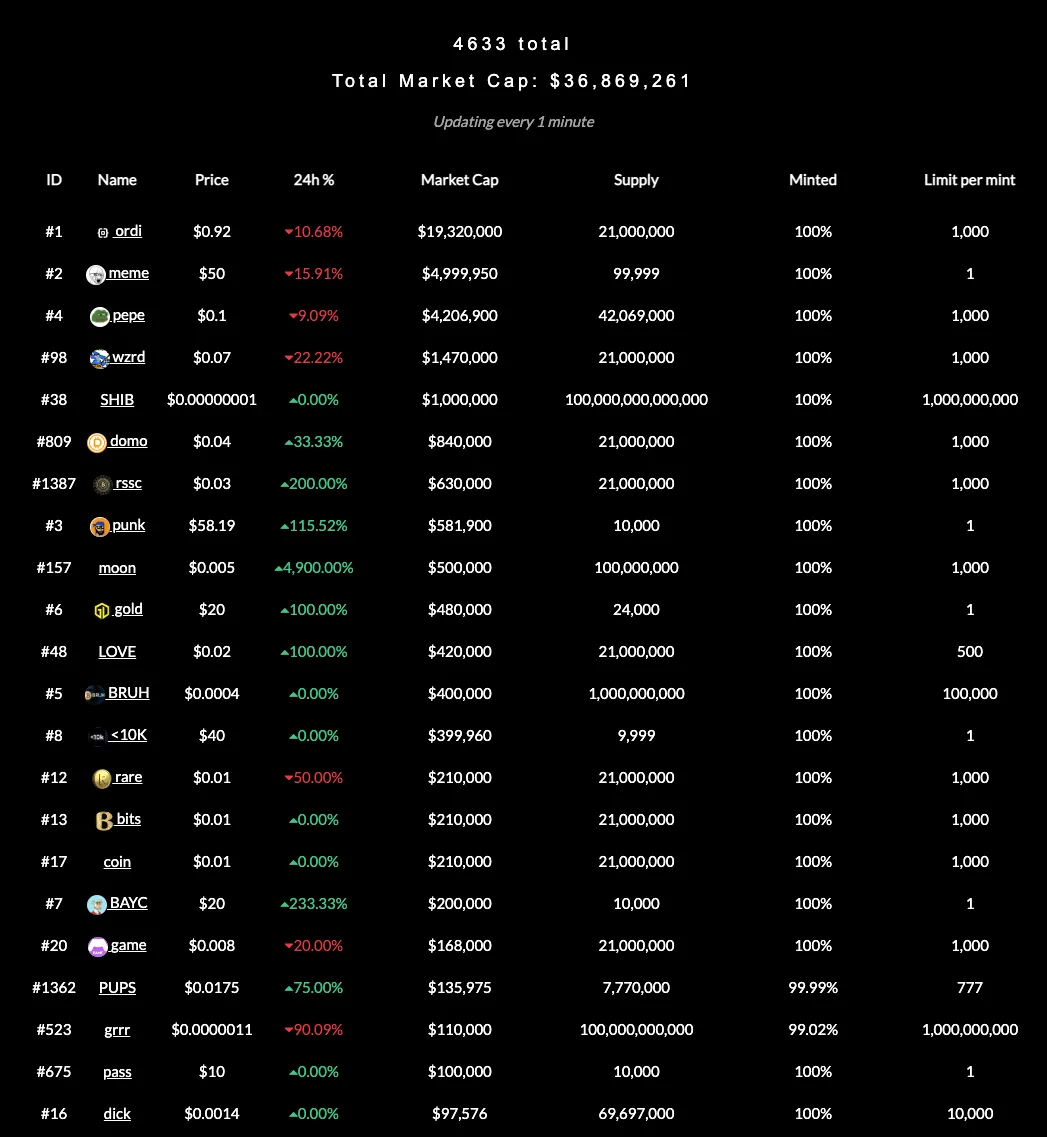 4633 total
Total Market Cap: $36,869,261
Updating every 1 minute
ID Name Price 24h % Market Cap Supply Minted Limit per mint
#1 ordi $0.92 ▾10.68% $19,320,000 21,000,000 100% 1,000
#2 meme $50 ▾15.91% $4,999,950 99,999 100% 1
#4 pepe $0.1 ▾9.09% $4,206,900 42,069,000 100% 1,000
#98 wzrd $0.07 ▾22.22% $1,470,000 21,000,000 100% 1,000
#38 SHIB $0.00000001 ▴0.00% $1,000,000 100,000,000,000,000 100% 1,000,000,000
#809 domo $0.04 ▴33.33% $840,000 21,000,000 100% 1,000
#1387 rssc $0.03 ▴200.00% $630,000 21,000,000 100% 1,000
#3 punk $58.19 ▴115.52% $581,900 10,000 100% 1
#157 moon $0.005 ▴4,900.00% $500,000 100,000,000 100% 1,000
#6 gold $20 ▴100.00% $480,000 24,000 100% 1
#48 LOVE $0.02 ▴100.00% $420,000 21,000,000 100% 500
#5 BRUH $0.0004 ▴0.00% $400,000 1,000,000,000 100% 100,000
#8 <10K $40 ▴0.00% $399,960 9,999 100% 1
#12 rare $0.01 ▾50.00% $210,000 21,000,000 100% 1,000
#13 bits $0.01 ▴0.00% $210,000 21,000,000 100% 1,000
#17 coin $0.01 ▴0.00% $210,000 21,000,000 100% 1,000
#7 BAYC $20 ▴233.33% $200,000 10,000 100% 1
#20 game $0.008 ▾20.00% $168,000 21,000,000 100% 1,000
#1362 PUPS $0.0175 ▴75.00% $135,975 7,770,000 99.99% 777
#523 grrr $0.0000011 ▾90.09% $110,000 100,000,000,000 99.02% 1,000,000,000
#675 pass $10 ▴0.00% $100,000 10,000 100% 1
#16 dick $0.0014 ▴0.00% $97,576 69,697,000 100% 10,000